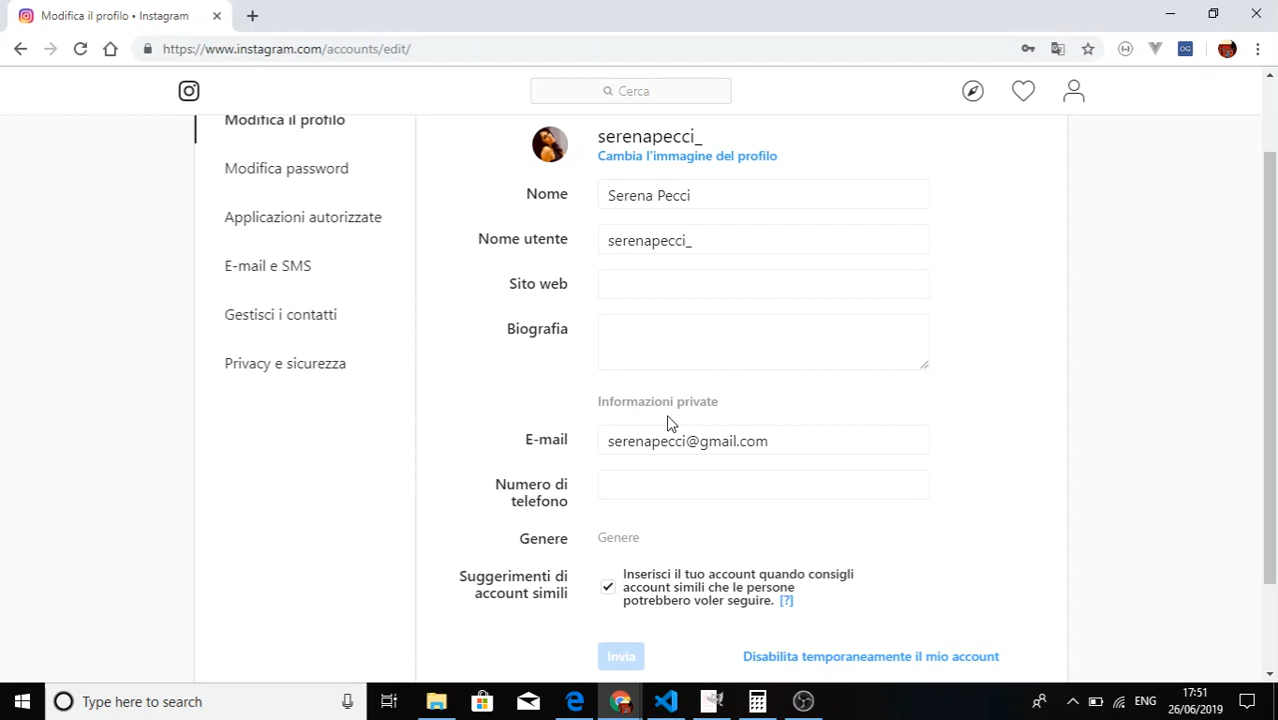 Modifica il profilo • Instagram
https://www.instagram.com/accounts/edit/
OG
Cerca
Modifica il profilo
Modifica password
Applicazioni autorizzate
E-mail e SMS
Gestisci i contatti
Privacy e sicurezza
serenapecci_
Cambia l'immagine del profilo
Nome Serena Pecci
Nome utente serenapecci_
Sito web
Biografia
Informazioni private
E-mail serenapecci@gmail.com
Numero di
telefono
Genere Genere
Suggerimenti di
account simili
Inserisci il tuo account quando consigli
account simili che le persone
potrebbero voler seguire. [?]
Invia Disabilita temporaneamente il mio account
Type here to search
ENG
17:51
26/06/2019